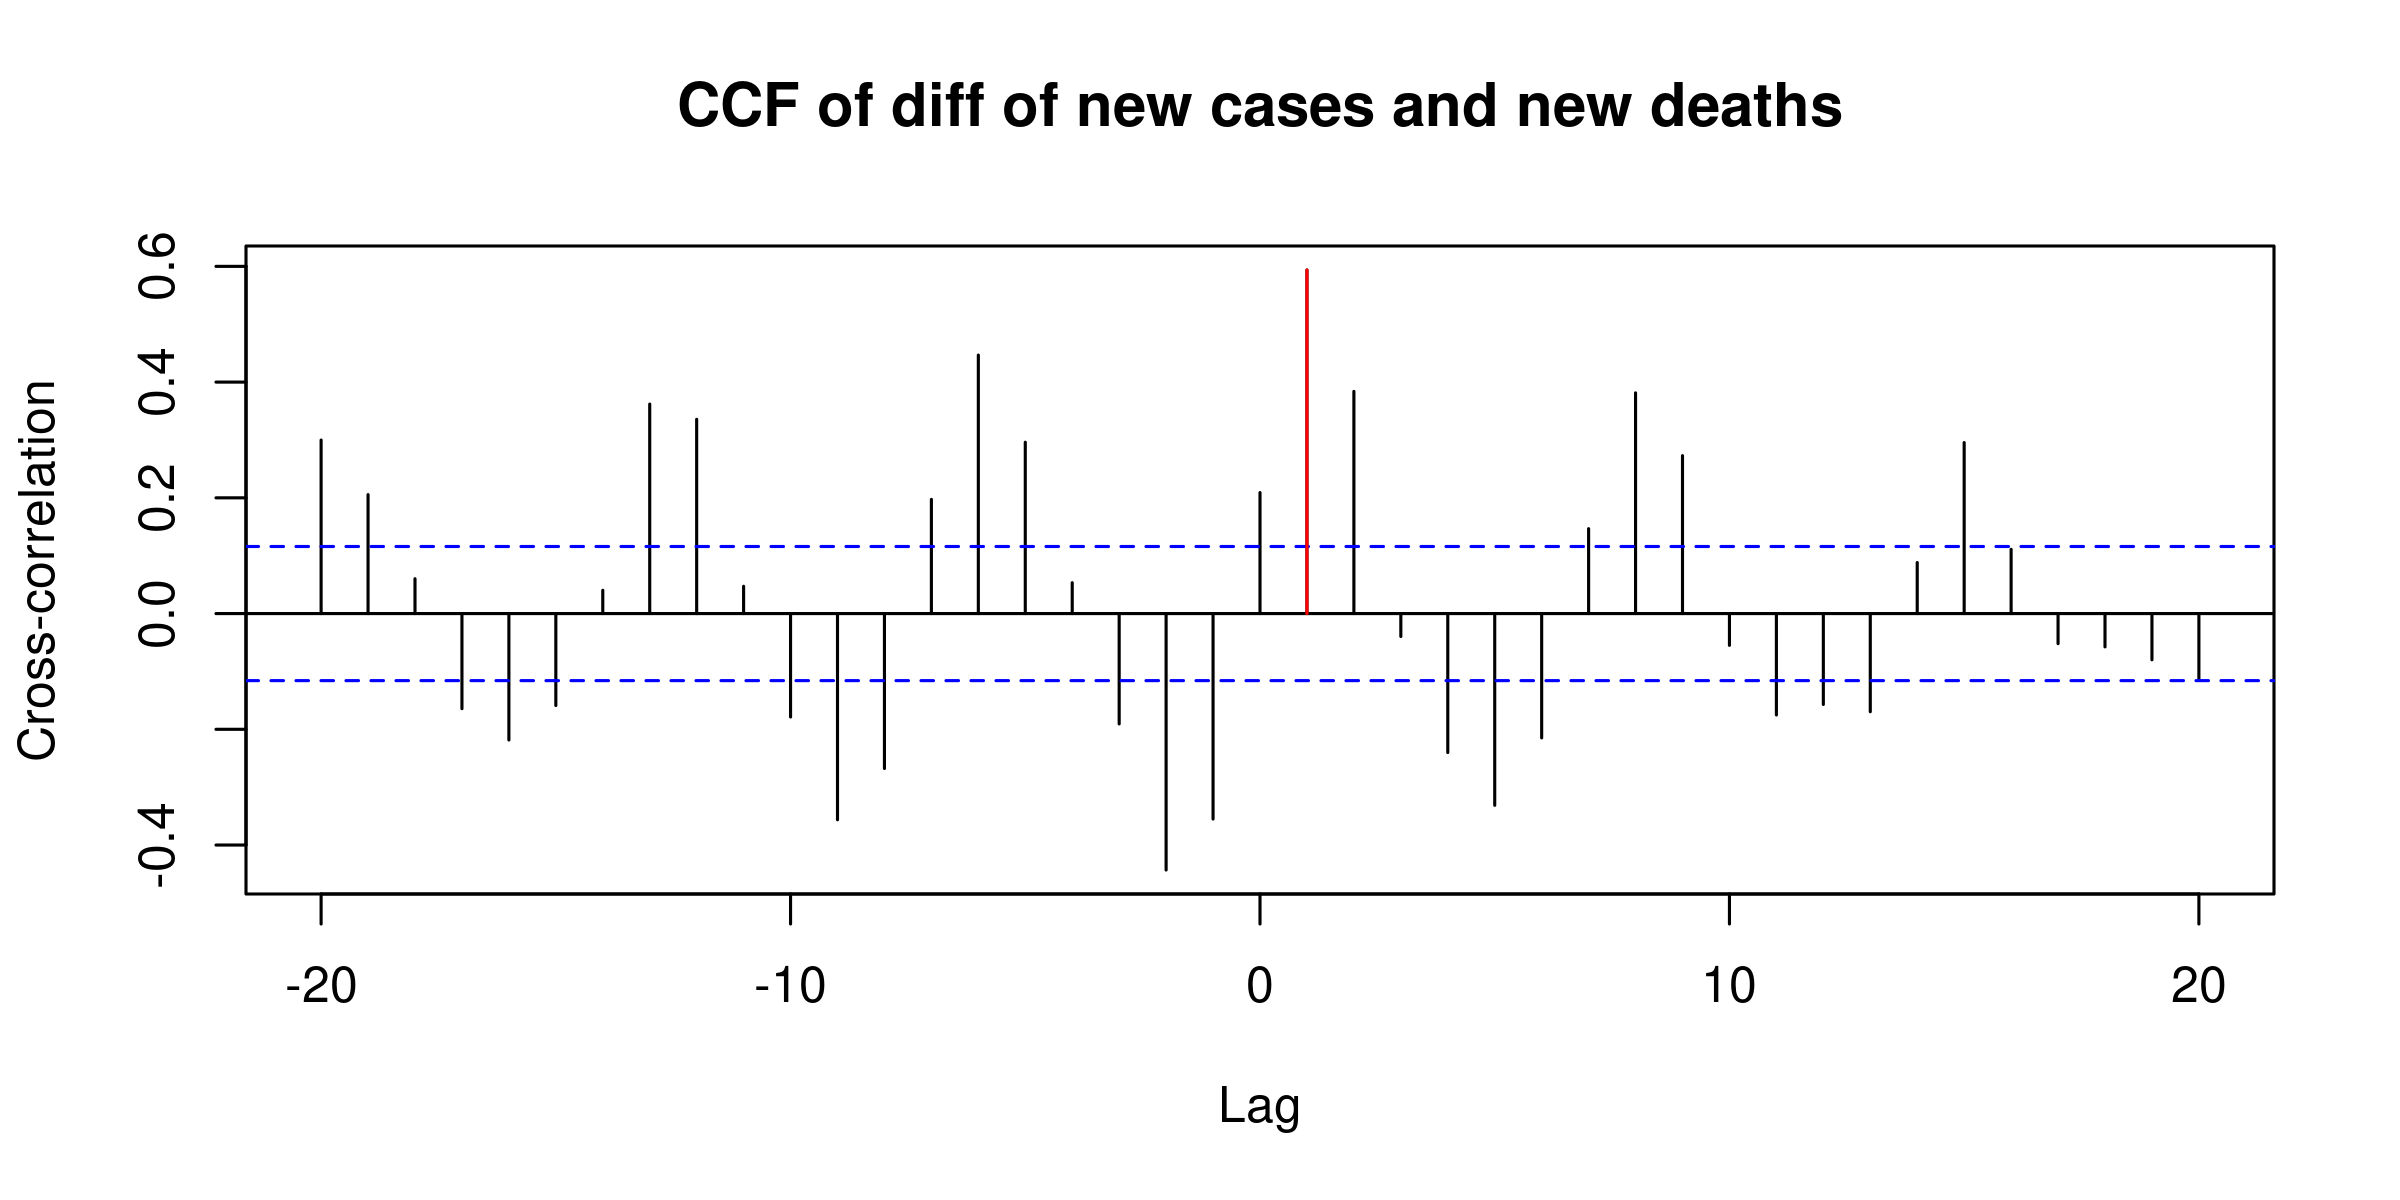 CCF of diff of new cases and new deaths
Cross-correlation
0.6
0.4
0.2
0.0
-0.4
-20 -10 0 10 20
Lag